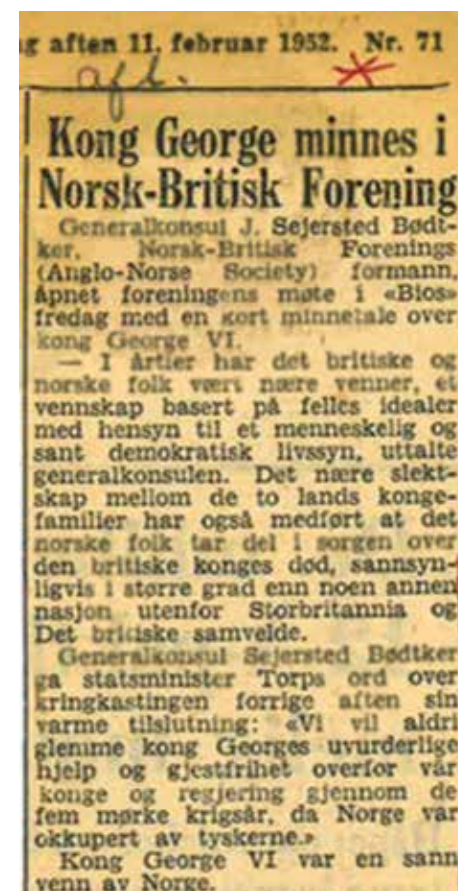 g aften 11. februar 1952. Nr. 71
aft.
Kong George minnes i
Norsk-Britisk Forening
Generalkonsul J. Sejersted Bødt-
ker, Norsk-Britisk Forenings
(Anglo-Norse Society) formann,
åpnet foreningens møte i «Bios»
fredag med en kort minnetale over
kong George VI.
— I årtier har det britiske og
norske folk vært nære venner, et
vennskap basert på felles idealer
med hensyn til et menneskelig og
sant demokratisk livssyn, uttalte
generalkonsulen. Det nære slekt-
skap mellom de to lands konge-
familier har også medført at det
norske folk tar del i sorgen over
den britiske konges død, sannsyn-
ligvis i større grad enn noen annen
nasjon utenfor Storbritannia og
Det britiske samvelde.
Generalkonsul Sejersted Bødtker
ga statsminister Torps ord over
kringkastingen forrige aften sin
varme tilslutning: «Vi vil aldri
glemme kong Georges uvurderlige
hjelp og gjestfrihet overfor vår
konge og regjering gjennom de
fem mørke krigsår, da Norge var
okkupert av tyskerne.»
Kong George VI var en sann
venn av Norge.